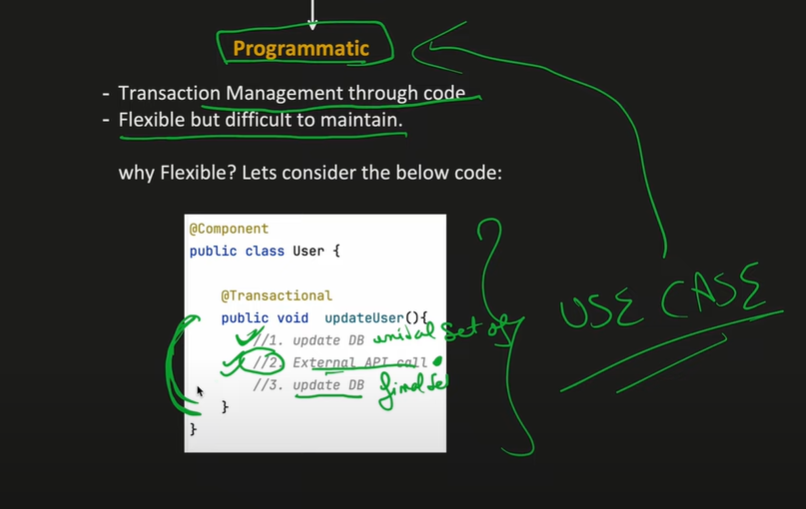 Programmatic
- Transaction Management through code
- Flexible but difficult to maintain.
why Flexible? Lets consider the below code:
@Component
public class User {
@Transactional
public void updateUser(){
//1. update DB initial set of
//2. External API call
//3. update DB final Se
}
}
USE CASE